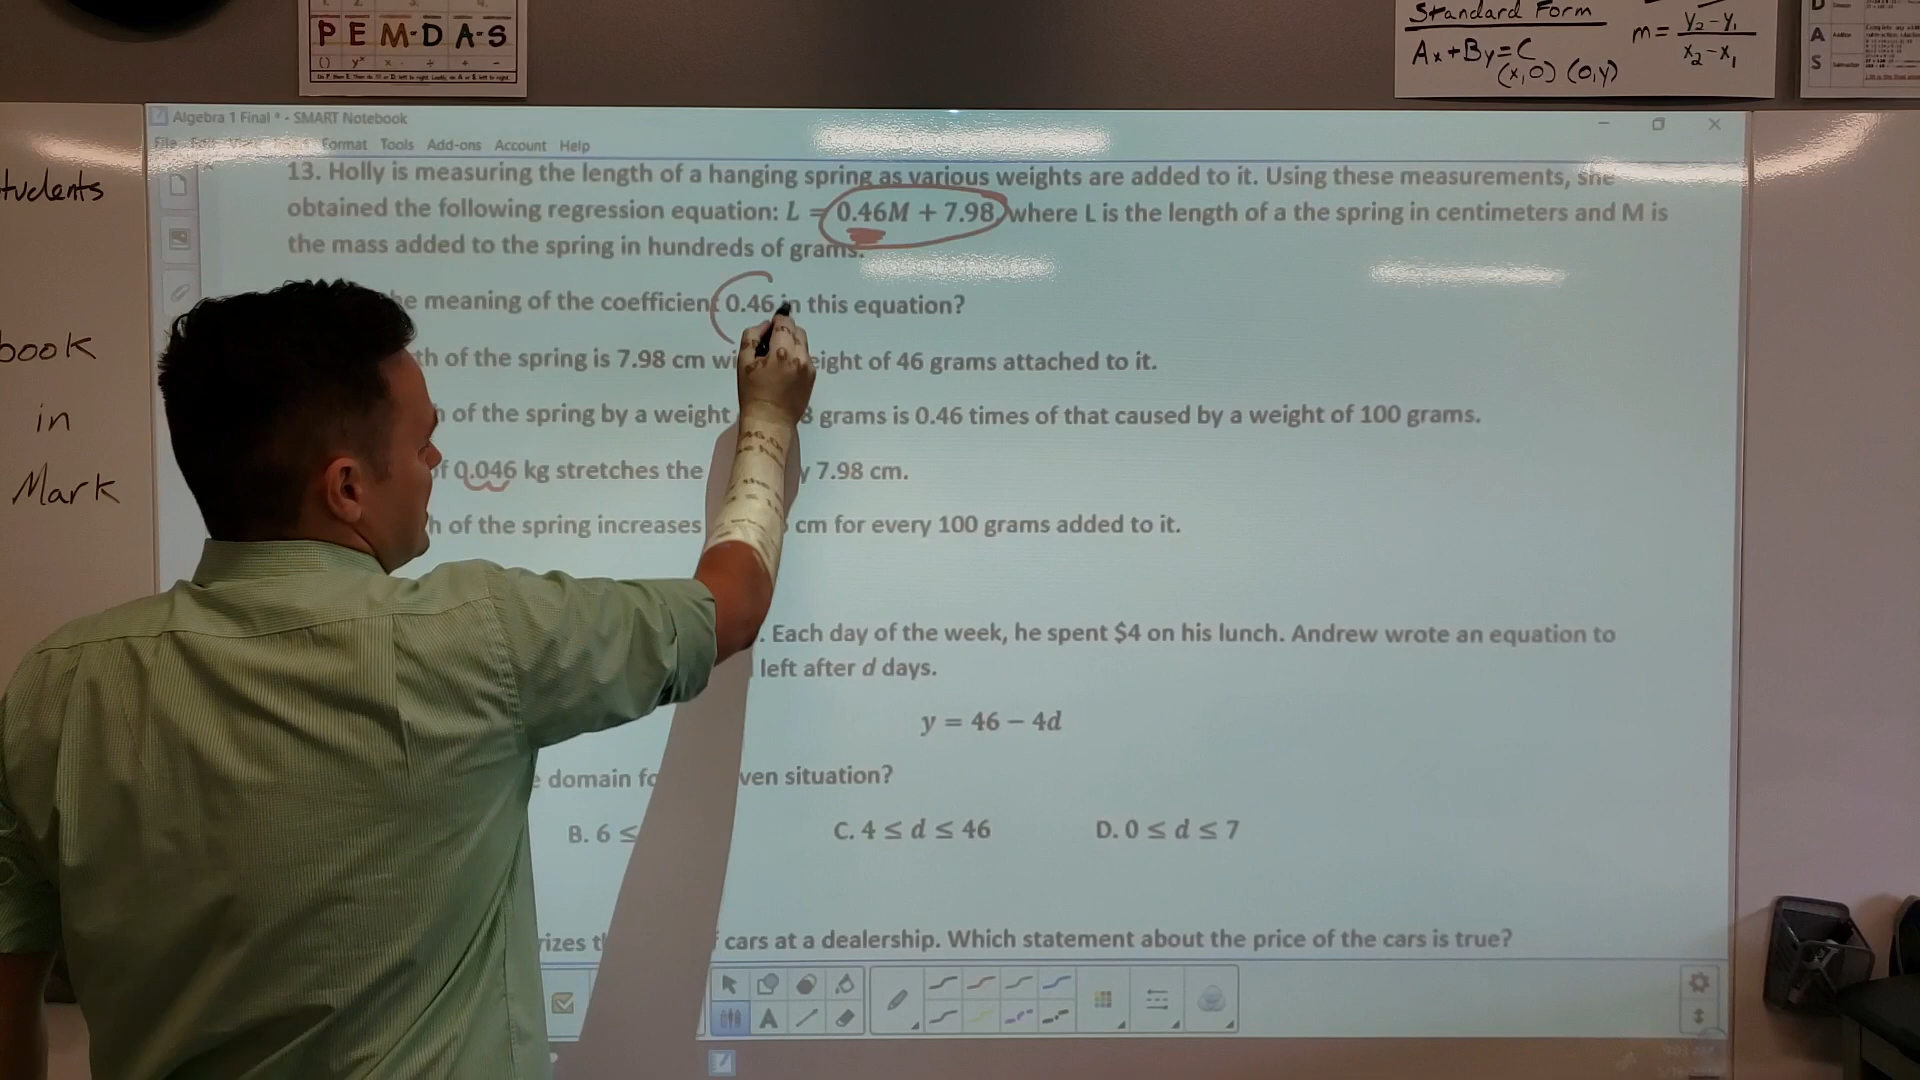 P E M-D A-S
() yˣ x · ÷ + -
Standard Form
Ax+By=C
(x,0) (0,y)
m= y₂-y₁
x₂-x₁
D
A Addition
S Subtraction
tudents
book
in
Mark
Algebra 1 Final * - SMART Notebook
File Edit View Format Tools Add-ons Account Help
13. Holly is measuring the length of a hanging spring as various weights are added to it. Using these measurements, she
obtained the following regression equation: L = 0.46M + 7.98, where L is the length of a the spring in centimeters and M is
the mass added to the spring in hundreds of grams.
he meaning of the coefficient 0.46 in this equation?
th of the spring is 7.98 cm wi eight of 46 grams attached to it.
h of the spring by a weight 8 grams is 0.46 times of that caused by a weight of 100 grams.
of 0.046 kg stretches the y 7.98 cm.
h of the spring increases cm for every 100 grams added to it.
. Each day of the week, he spent $4 on his lunch. Andrew wrote an equation to
left after d days.
y = 46 − 4d
e domain fo ven situation?
B. 6 ≤ C. 4 ≤ d ≤ 46 D. 0 ≤ d ≤ 7
rizes t f cars at a dealership. Which statement about the price of the cars is true?
A